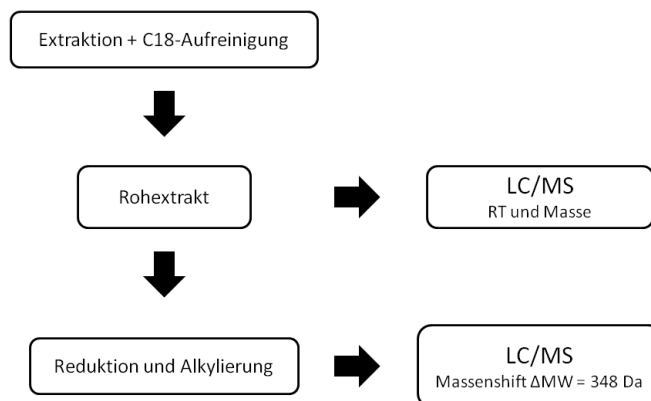 Extraktion + C18-Aufreinigung
Rohextrakt
LC/MS
RT und Masse
Reduktion und Alkylierung
LC/MS
Massenshift ΔMW = 348 Da